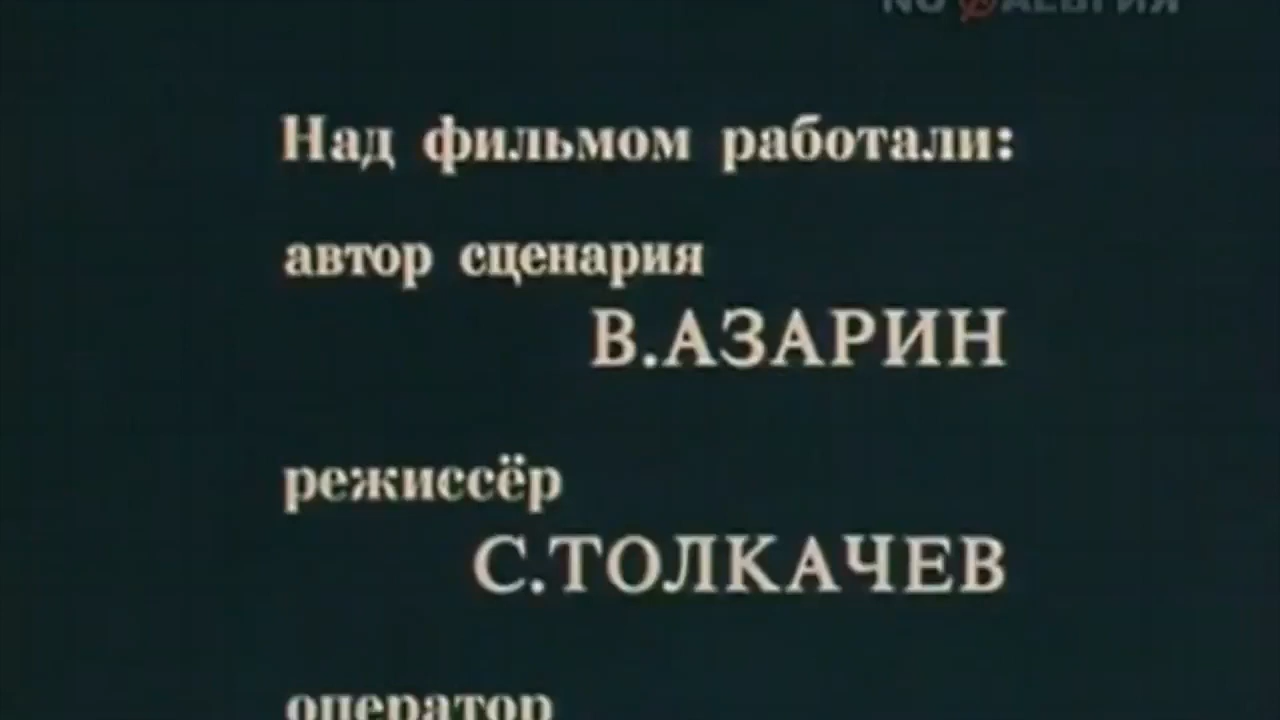 Над фильмом работали:
автор сценария
В.АЗАРИН
режиссёр
С.ТОЛКАЧЕВ
оператор